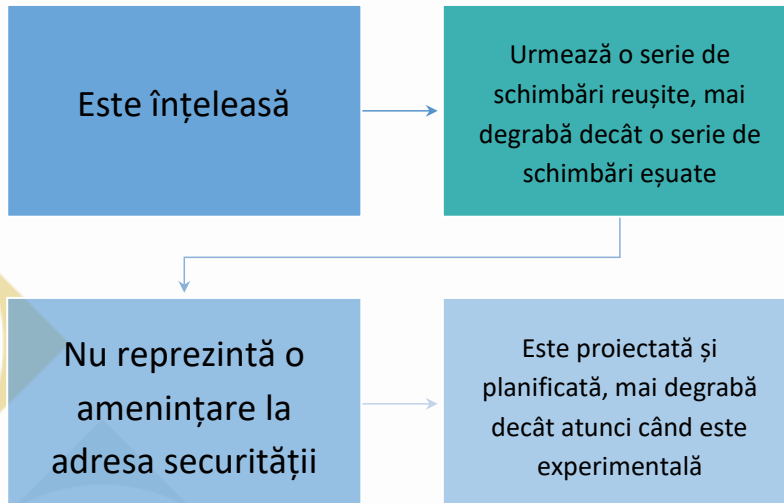 Este înțeleasă
Urmează o serie de
schimbări reușite, mai
degrabă decât o serie de
schimbări eșuate
Nu reprezintă o
amenințare la
adresa securității
Este proiectată și
planificată, mai degrabă
decât atunci când este
experimentală